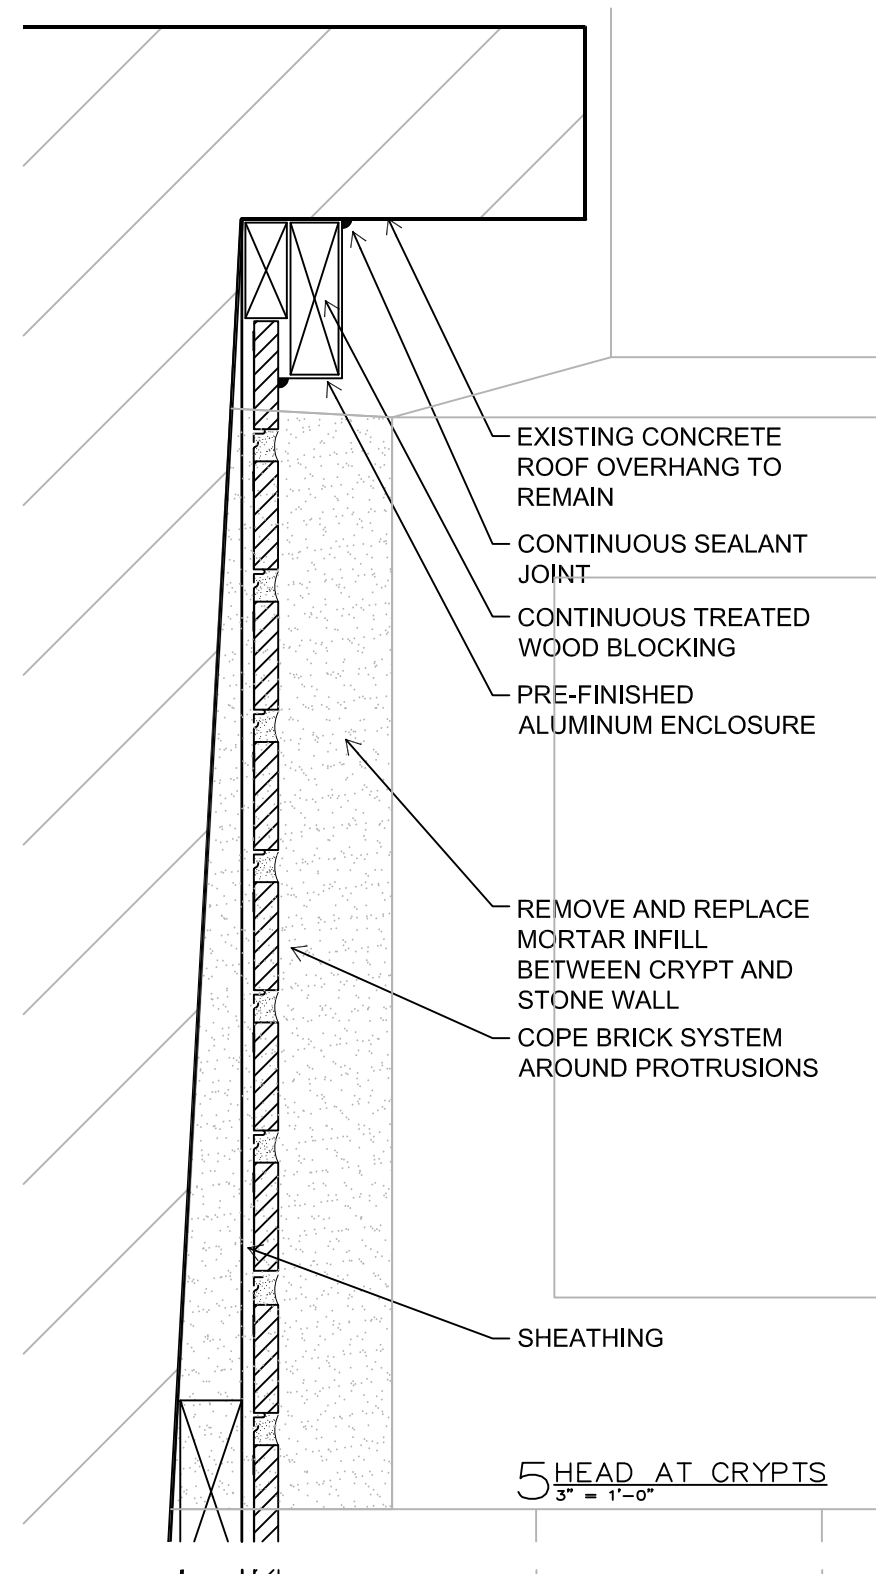 EXISTING CONCRETE
ROOF OVERHANG TO
REMAIN
CONTINUOUS SEALANT
JOINT
CONTINUOUS TREATED
WOOD BLOCKING
PRE-FINISHED
ALUMINUM ENCLOSURE
REMOVE AND REPLACE
MORTAR INFILL
BETWEEN CRYPT AND
STONE WALL
COPE BRICK SYSTEM
AROUND PROTRUSIONS
SHEATHING
5 HEAD AT CRYPTS
3" = 1'-0"